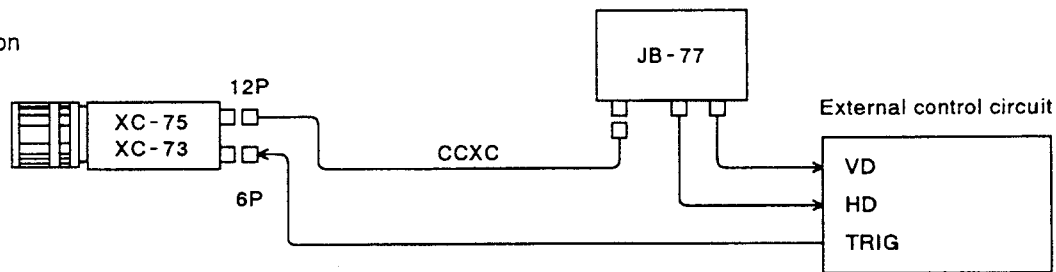 on
JB-77
12P
External control circuit
XC-75
XC-73
CCXC
VD
6P
HD
TRIG